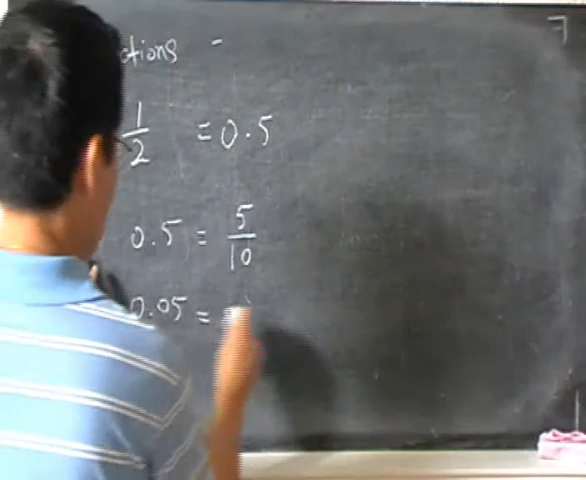 ctions -
1/2 = 0.5
0.5 = 5/10
0.05 =